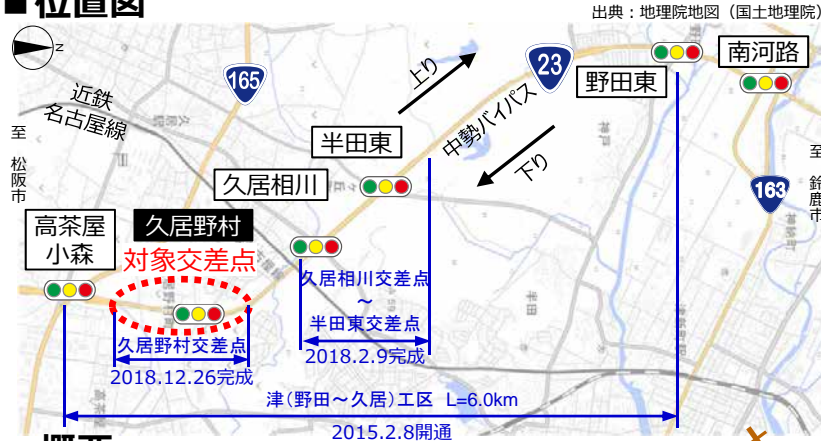 ■位置図
出典：地理院地図（国土地理院）
N
165
上り
23
野田東
南河路
近鉄
名古屋線
中勢バイパス
半田東
下り
至 松阪市
至 鈴鹿市
久居相川
163
高茶屋
小森
久居野村
対象交差点
久居相川交差点
～
半田東交差点
2018.2.9完成
久居野村交差点
2018.12.26完成
半田
神戸
津(野田～久居)工区 L=6.0km
2015.2.8開通